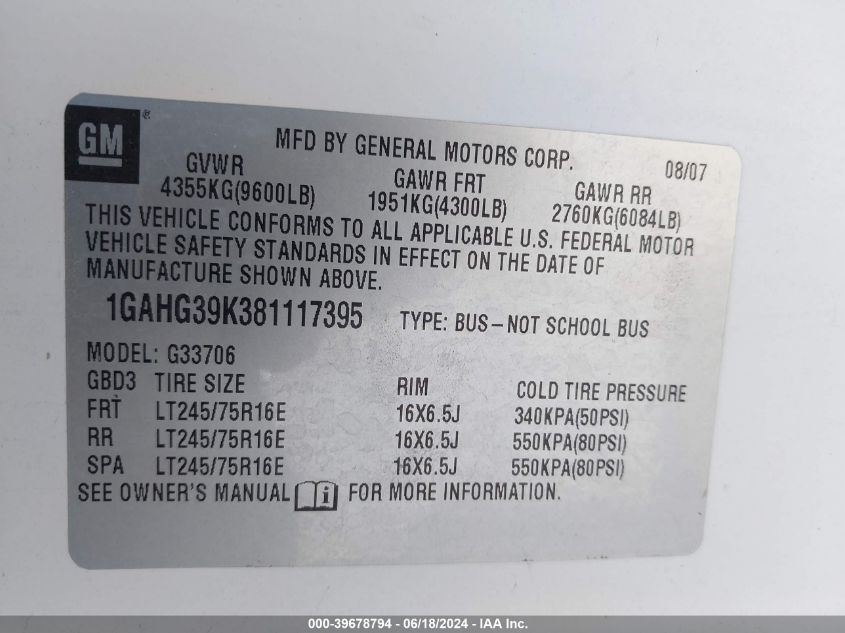 GM ®
MFD BY GENERAL MOTORS CORP. 08/07
GVWR GAWR FRT GAWR RR
4355KG(9600LB) 1951KG(4300LB) 2760KG(6084LB)
THIS VEHICLE CONFORMS TO ALL APPLICABLE U.S. FEDERAL MOTOR
VEHICLE SAFETY STANDARDS IN EFFECT ON THE DATE OF
MANUFACTURE SHOWN ABOVE.
1GAHG39K381117395 TYPE: BUS–NOT SCHOOL BUS
MODEL: G33706
GBD3 TIRE SIZE RIM COLD TIRE PRESSURE
FRT LT245/75R16E 16X6.5J 340KPA(50PSI)
RR LT245/75R16E 16X6.5J 550KPA(80PSI)
SPA LT245/75R16E 16X6.5J 550KPA(80PSI)
SEE OWNER'S MANUAL i FOR MORE INFORMATION.
000-39678794 - 06/18/2024 - IAA Inc.